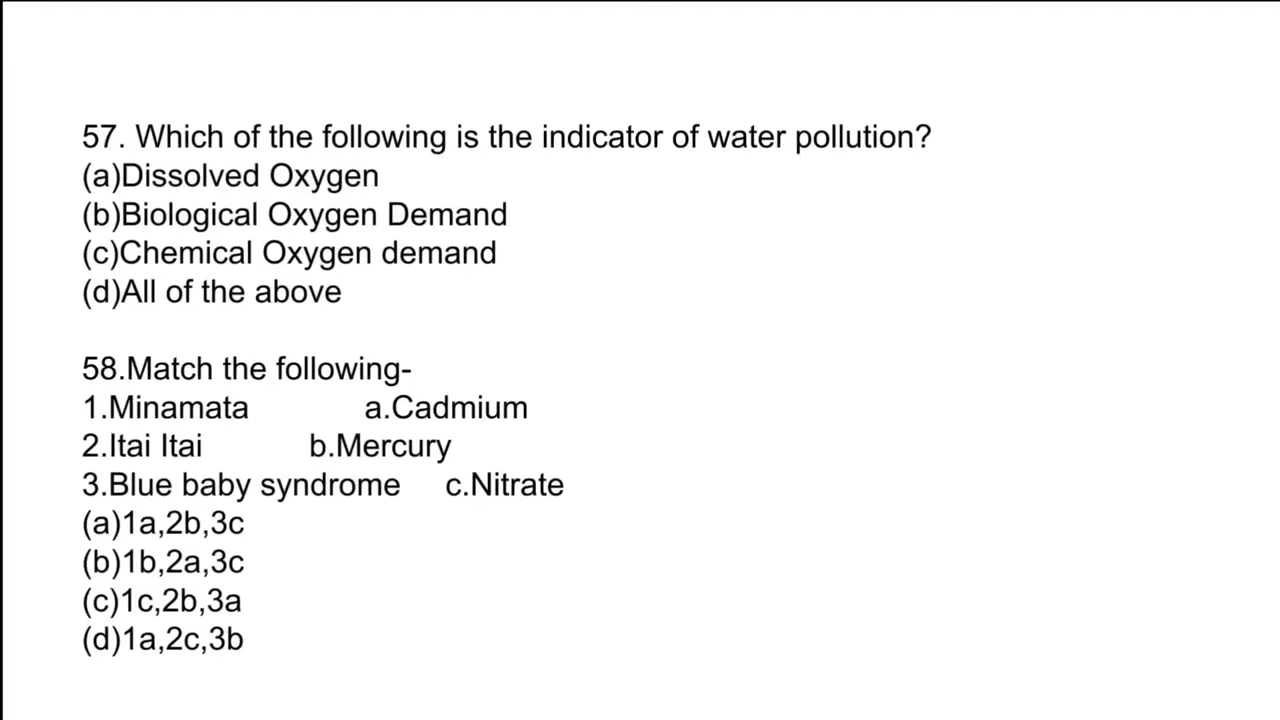 57. Which of the following is the indicator of water pollution?
(a)Dissolved Oxygen
(b)Biological Oxygen Demand
(c)Chemical Oxygen demand
(d)All of the above
58.Match the following-
1.Minamata a.Cadmium
2.Itai Itai b.Mercury
3.Blue baby syndrome c.Nitrate
(a)1a,2b,3c
(b)1b,2a,3c
(c)1c,2b,3a
(d)1a,2c,3b